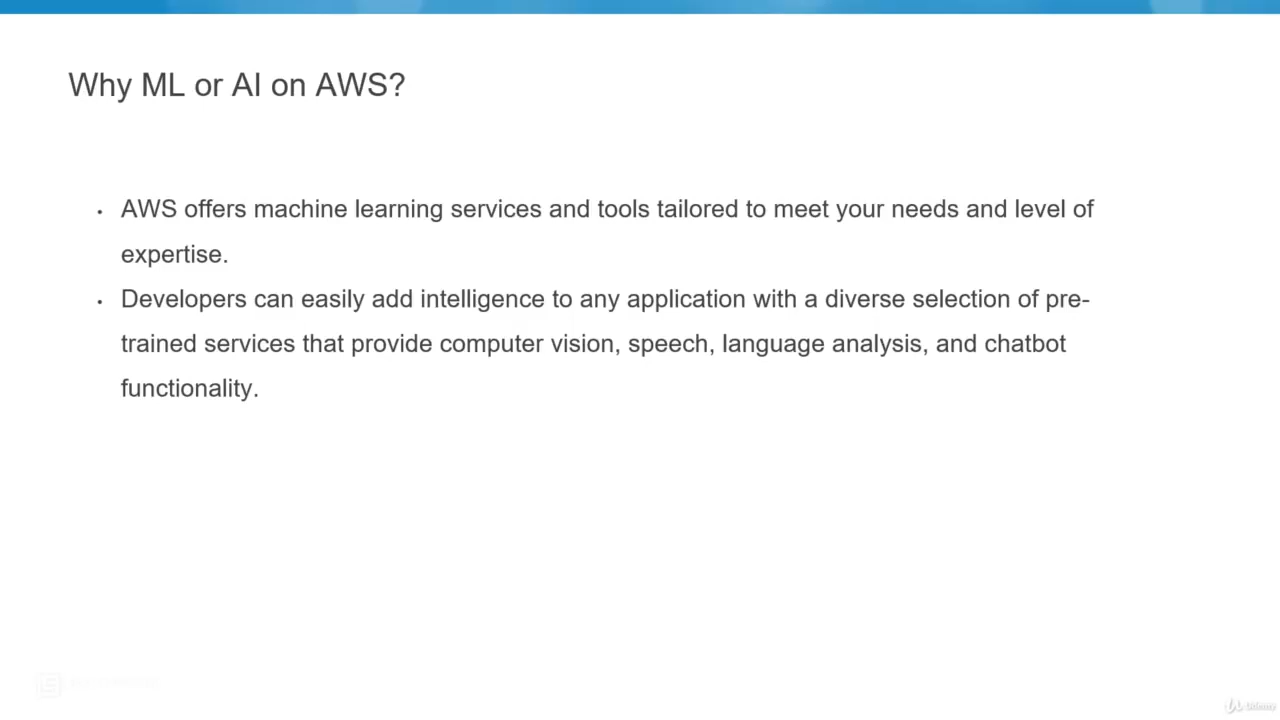 Why ML or AI on AWS?
• AWS offers machine learning services and tools tailored to meet your needs and level of
expertise.
• Developers can easily add intelligence to any application with a diverse selection of pre-
trained services that provide computer vision, speech, language analysis, and chatbot
functionality.
Udemy